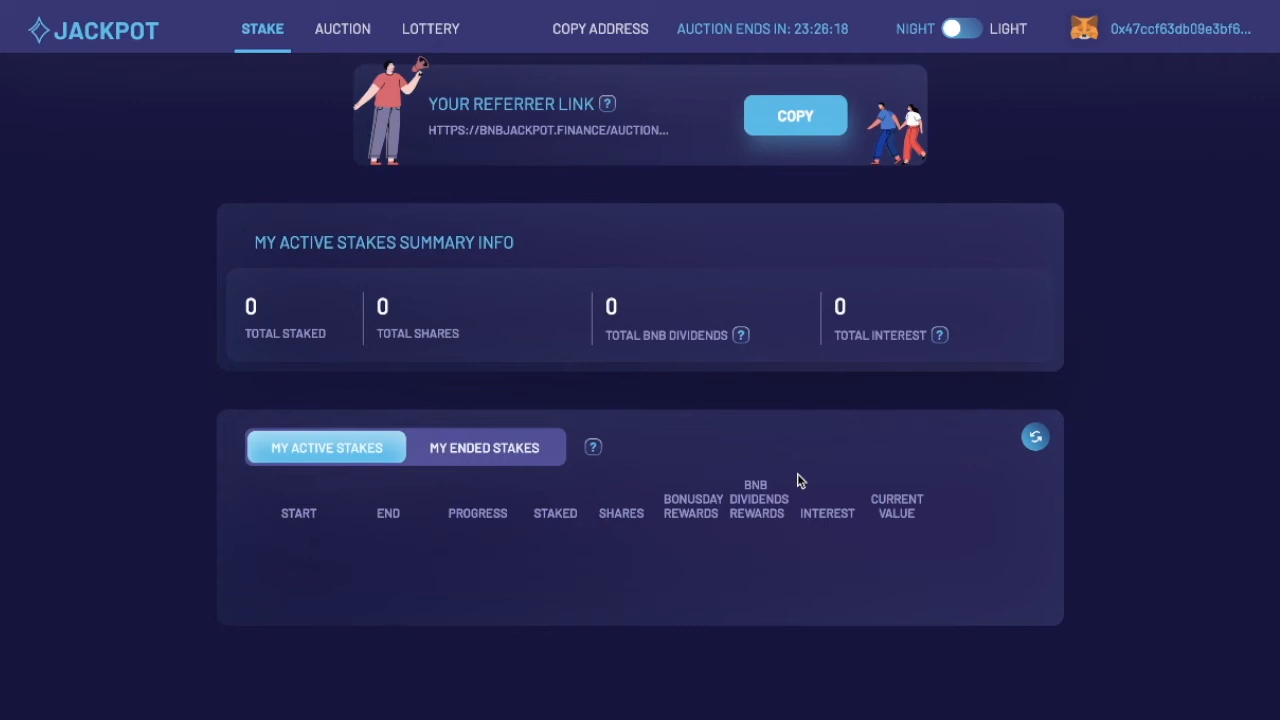 JACKPOT
STAKE AUCTION LOTTERY COPY ADDRESS AUCTION ENDS IN: 23:26:18 NIGHT LIGHT 0x47ccf63db09e3bf6...
YOUR REFERRER LINK ?
HTTPS://BNBJACKPOT.FINANCE/AUCTION...
COPY
MY ACTIVE STAKES SUMMARY INFO
0 0 0 0
TOTAL STAKED TOTAL SHARES TOTAL BNB DIVIDENDS ? TOTAL INTEREST ?
MY ACTIVE STAKES MY ENDED STAKES ?
START END PROGRESS STAKED SHARES
BONUSDAY
REWARDS
BNB
DIVIDENDS
REWARDS
INTEREST
CURRENT
VALUE